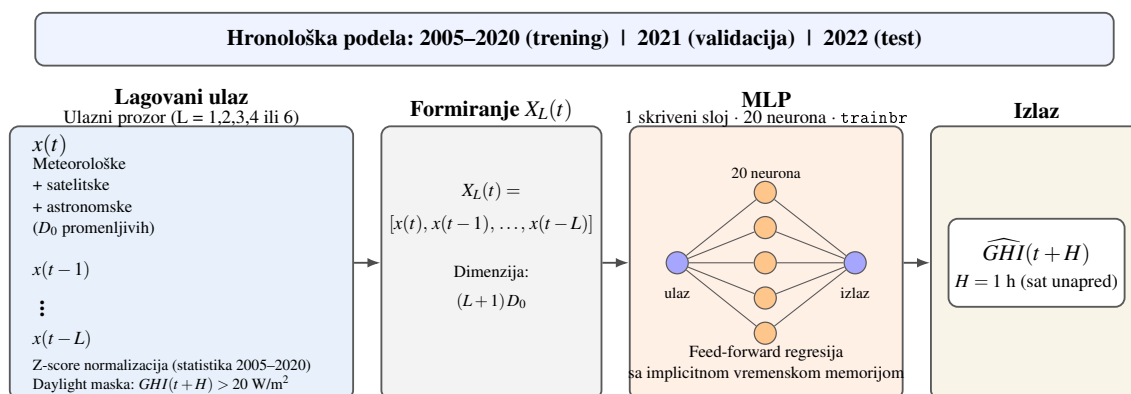 Hronološka podela: 2005–2020 (trening) | 2021 (validacija) | 2022 (test)
Lagovani ulaz
Ulazni prozor (L = 1,2,3,4 ili 6)
x(t)
Meteorološke
+ satelitske
+ astronomske
(D₀ promenljivih)
x(t−1)
⋮
x(t−L)
Z-score normalizacija (statistika 2005–2020)
Daylight maska: GHI(t+H) > 20 W/m²
Formiranje X_L(t)
X_L(t) =
[x(t), x(t−1), …, x(t−L)]
Dimenzija:
(L+1)D₀
MLP
1 skriveni sloj · 20 neurona · trainbr
20 neurona
ulaz
izlaz
Feed-forward regresija
sa implicitnom vremenskom memorijom
Izlaz
\widehat{GHI}(t+H)
H = 1 h (sat unapred)